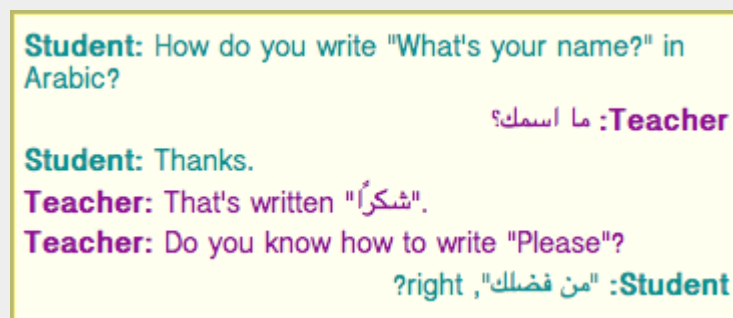 Student: How do you write "What's your name?" in
Arabic?
Teacher: ما اسمك؟
Student: Thanks.
Teacher: That's written "شكرًا".
Teacher: Do you know how to write "Please"?
Student: "من فضلك", right?